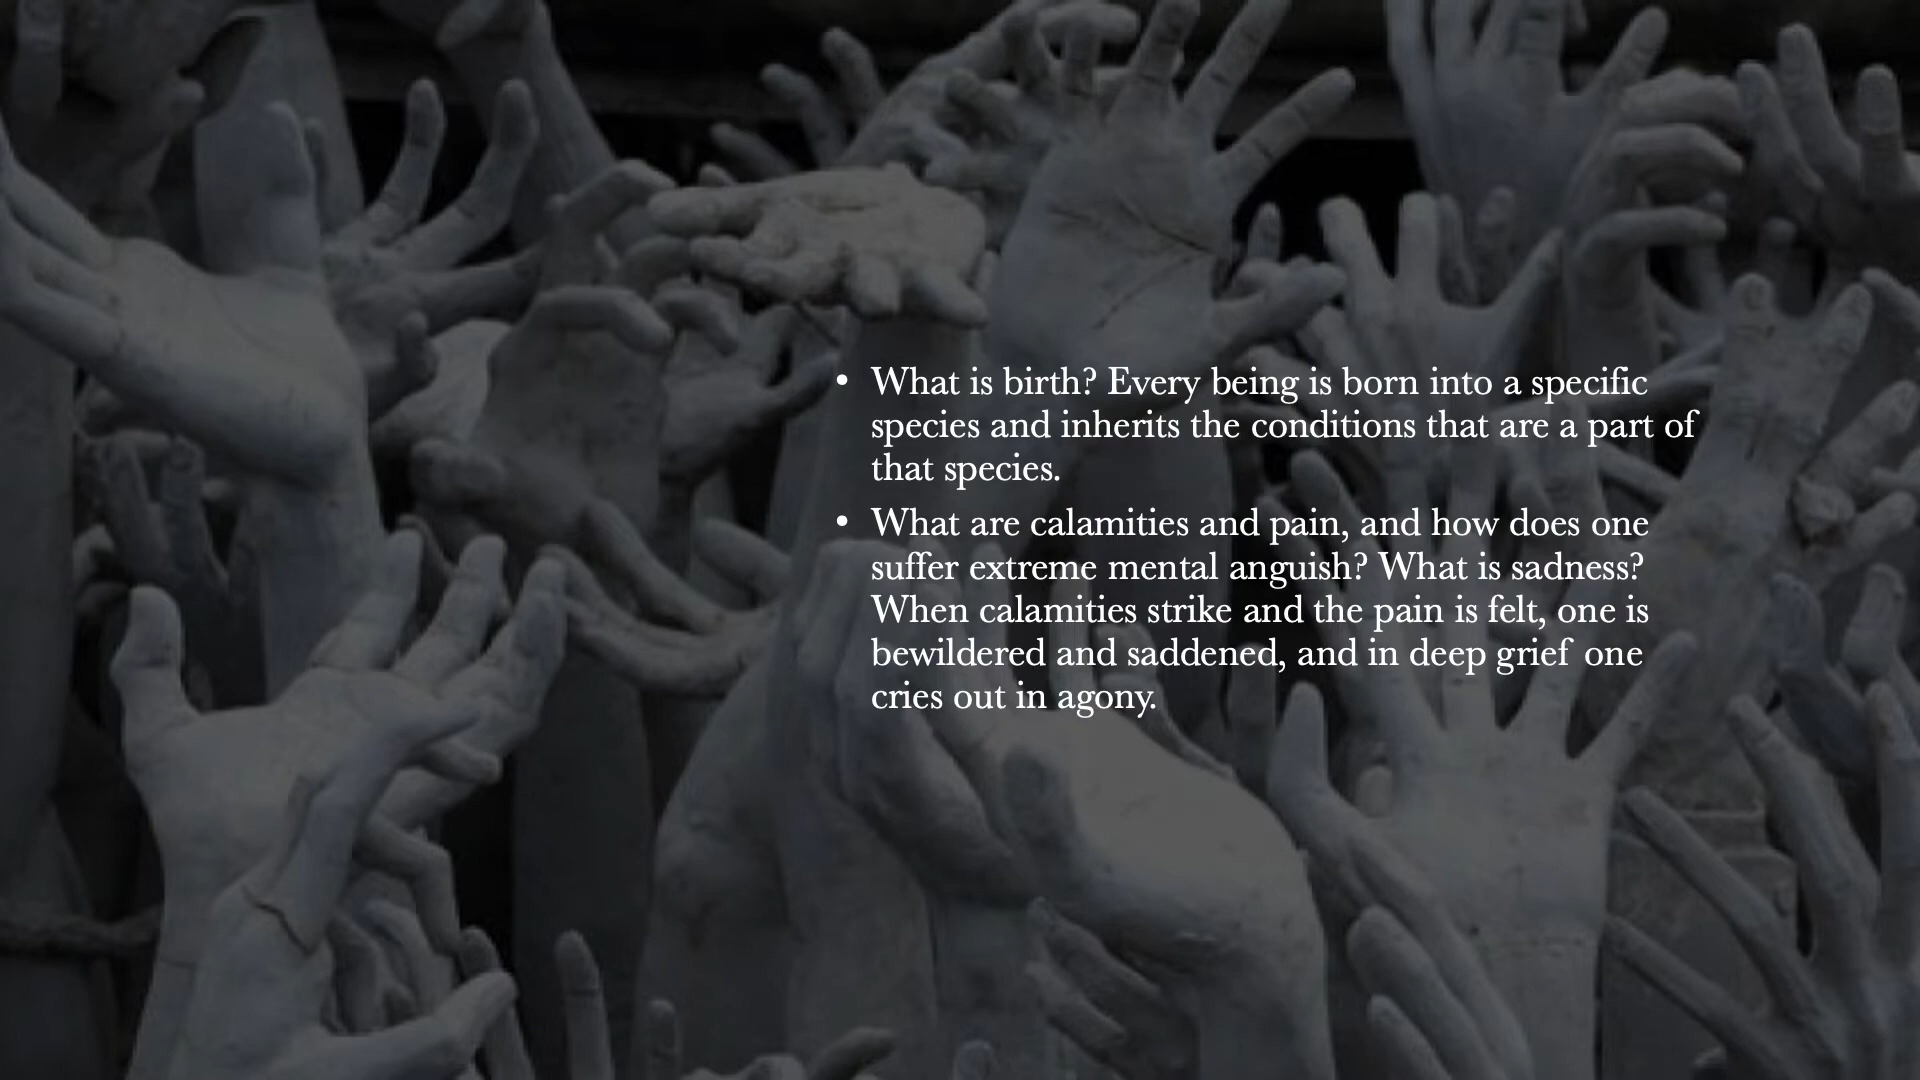 • What is birth? Every being is born into a specific
species and inherits the conditions that are a part of
that species.
• What are calamities and pain, and how does one
suffer extreme mental anguish? What is sadness?
When calamities strike and the pain is felt, one is
bewildered and saddened, and in deep grief one
cries out in agony.